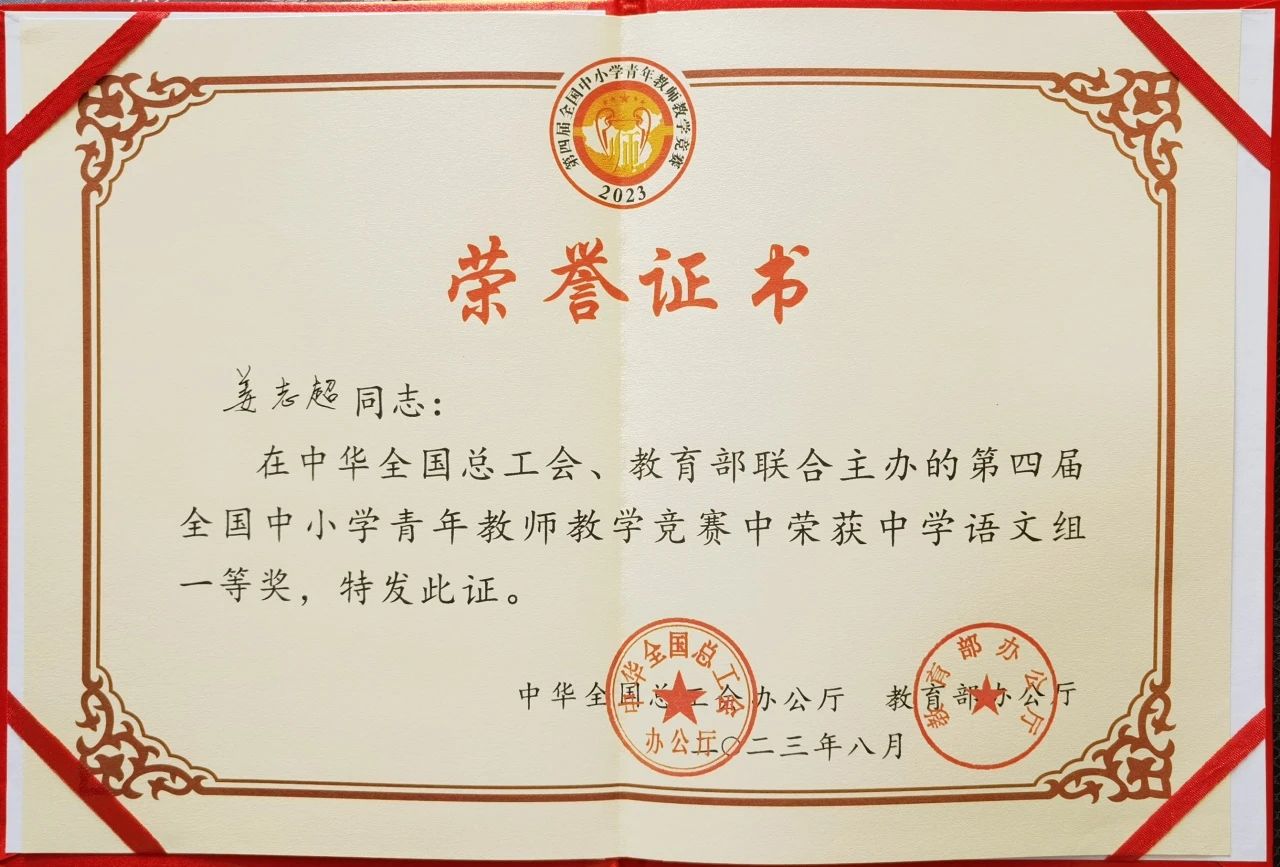 第四届全国中小学青年教师教学竞赛
2023
荣誉证书
姜志超同志：
在中华全国总工会、教育部联合主办的第四届
全国中小学青年教师教学竞赛中荣获中学语文组
一等奖，特发此证。
中华全国总工会办公厅 教育部办公厅
二〇二三年八月
中华全国总工会
办公厅
教育部办公厅